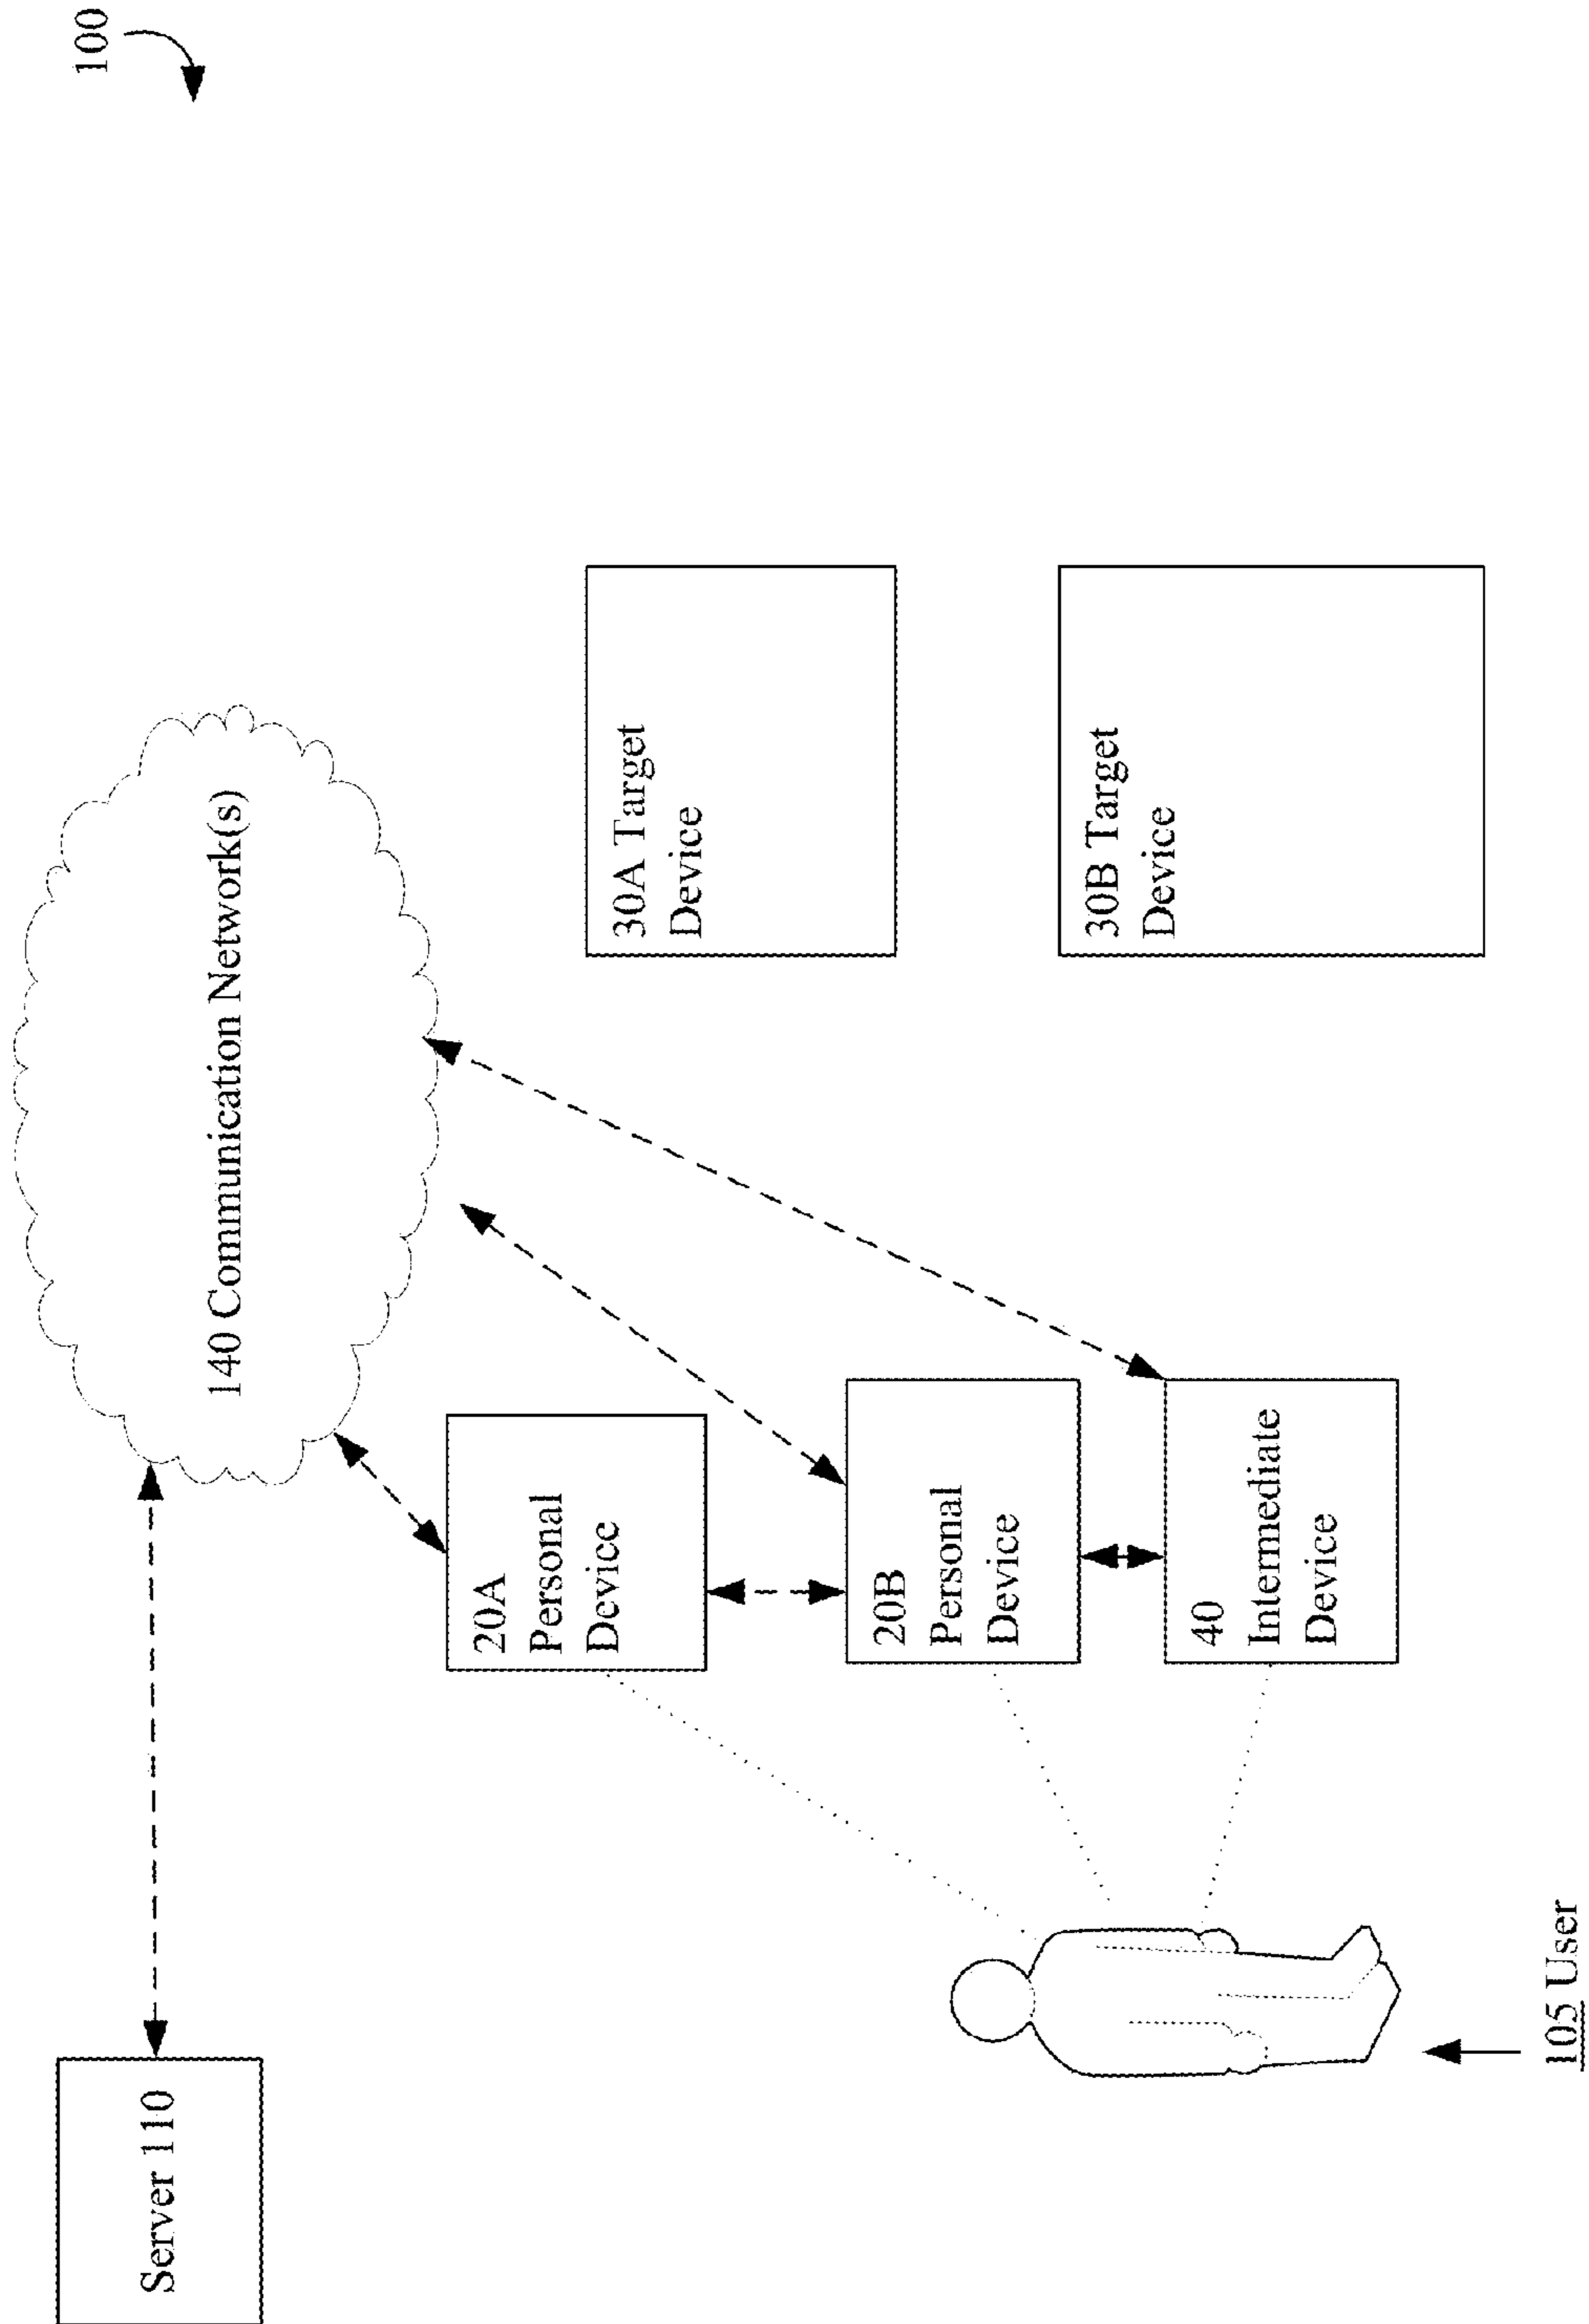 100
Server 110
140 Communication Network(s)
20A
Personal
Device
30A Target
Device
20B
Personal
Device
30B Target
Device
40
Intermediate
Device
105 User